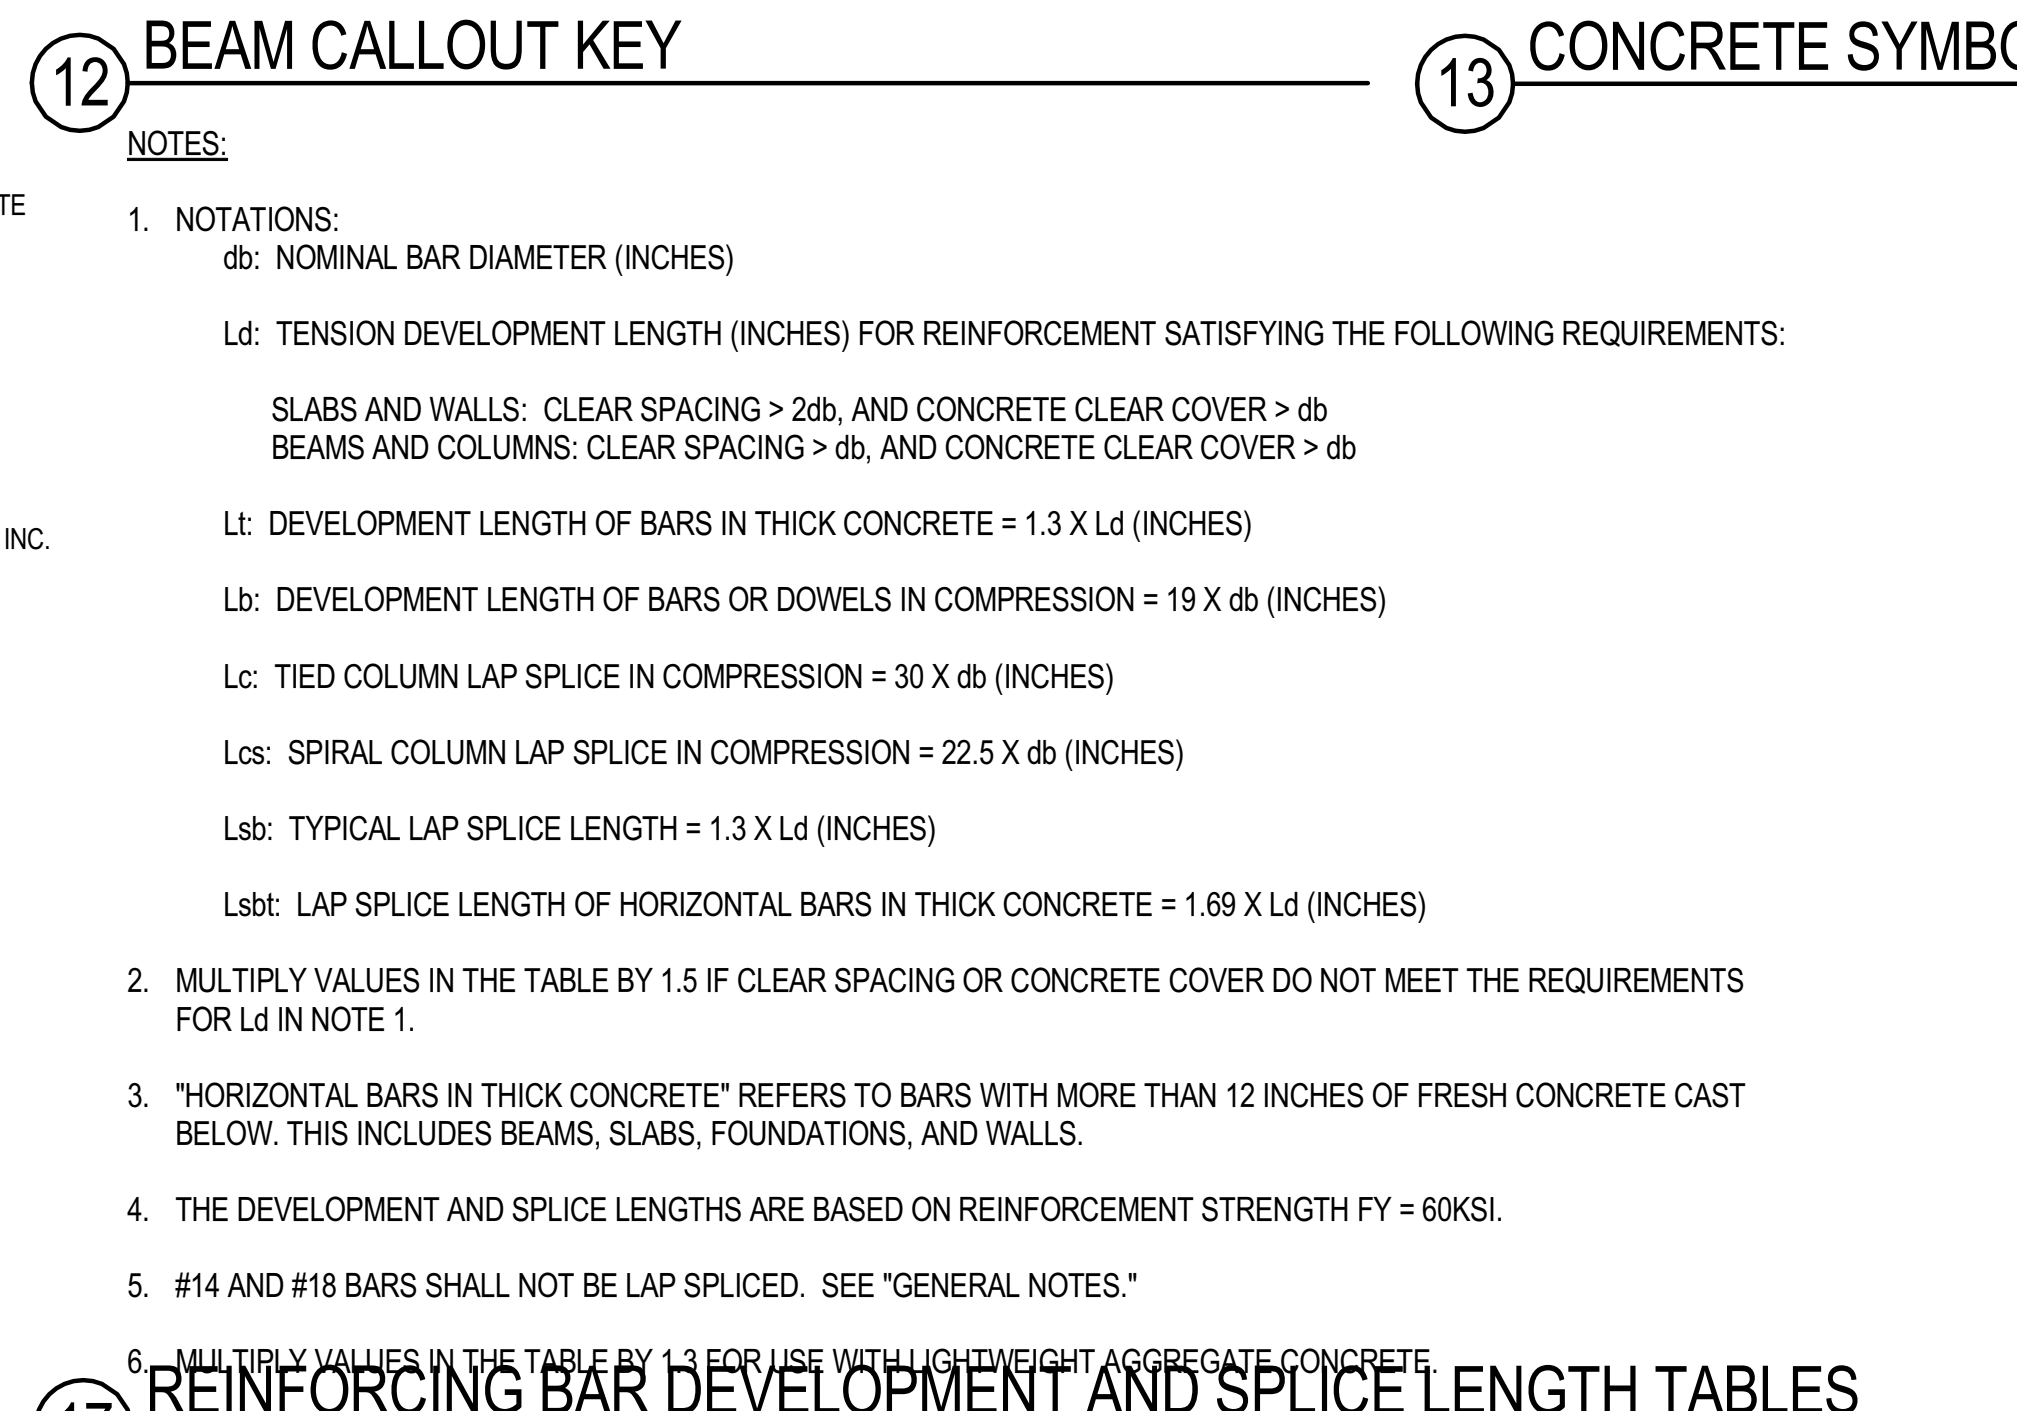 12 BEAM CALLOUT KEY
13 CONCRETE SYMBO
NOTES:
TE
1. NOTATIONS:
db: NOMINAL BAR DIAMETER (INCHES)
Ld: TENSION DEVELOPMENT LENGTH (INCHES) FOR REINFORCEMENT SATISFYING THE FOLLOWING REQUIREMENTS:
SLABS AND WALLS: CLEAR SPACING > 2db, AND CONCRETE CLEAR COVER > db
BEAMS AND COLUMNS: CLEAR SPACING > db, AND CONCRETE CLEAR COVER > db
INC.
Lt: DEVELOPMENT LENGTH OF BARS IN THICK CONCRETE = 1.3 X Ld (INCHES)
Lb: DEVELOPMENT LENGTH OF BARS OR DOWELS IN COMPRESSION = 19 X db (INCHES)
Lc: TIED COLUMN LAP SPLICE IN COMPRESSION = 30 X db (INCHES)
Lcs: SPIRAL COLUMN LAP SPLICE IN COMPRESSION = 22.5 X db (INCHES)
Lsb: TYPICAL LAP SPLICE LENGTH = 1.3 X Ld (INCHES)
Lsbt: LAP SPLICE LENGTH OF HORIZONTAL BARS IN THICK CONCRETE = 1.69 X Ld (INCHES)
2. MULTIPLY VALUES IN THE TABLE BY 1.5 IF CLEAR SPACING OR CONCRETE COVER DO NOT MEET THE REQUIREMENTS
FOR Ld IN NOTE 1.
3. "HORIZONTAL BARS IN THICK CONCRETE" REFERS TO BARS WITH MORE THAN 12 INCHES OF FRESH CONCRETE CAST
BELOW. THIS INCLUDES BEAMS, SLABS, FOUNDATIONS, AND WALLS.
4. THE DEVELOPMENT AND SPLICE LENGTHS ARE BASED ON REINFORCEMENT STRENGTH FY = 60KSI.
5. #14 AND #18 BARS SHALL NOT BE LAP SPLICED. SEE "GENERAL NOTES."
6. MULTIPLY VALUES IN THE TABLE BY 1.3 FOR USE WITH LIGHTWEIGHT AGGREGATE CONCRETE.
17 REINFORCING BAR DEVELOPMENT AND SPLICE LENGTH TABLES